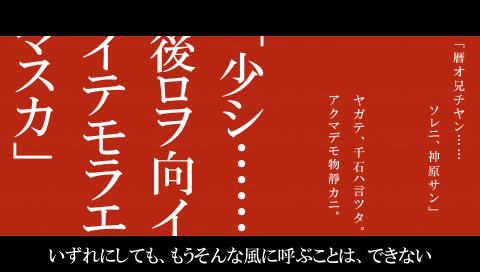 「暦オ兄チヤン……
ソレニ、神原サン」
ヤガテ、千石ハ言ツタ。
アクマデモ物静カニ。
「少シ……
後ロヲ向イ
イテモラエ
マスカ」
いずれにしても、もうそんな風に呼ぶことは、できない